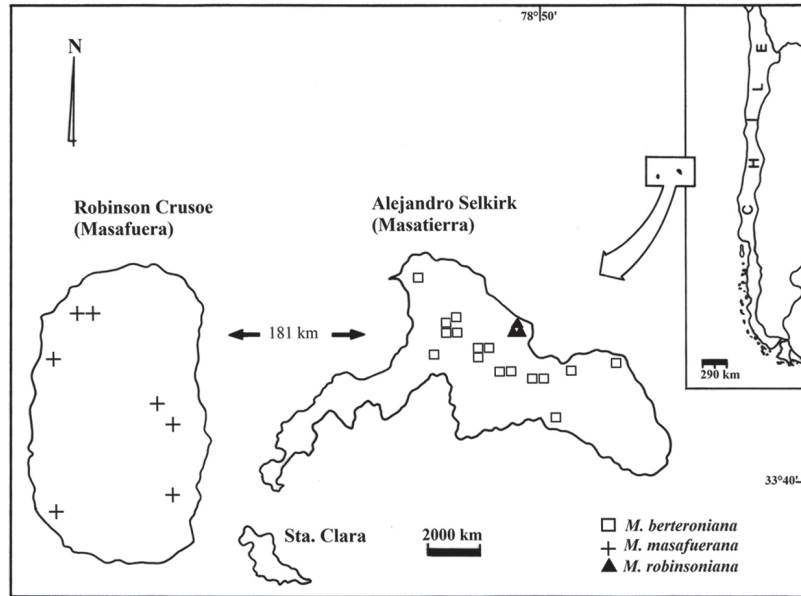 78°50'
N
CHILE
Robinson Crusoe
(Masafuera)
Alejandro Selkirk
(Masatierra)
181 km
290 km
33°40'
Sta. Clara
2000 km
M. berteroniana
M. masafuerana
M. robinsoniana